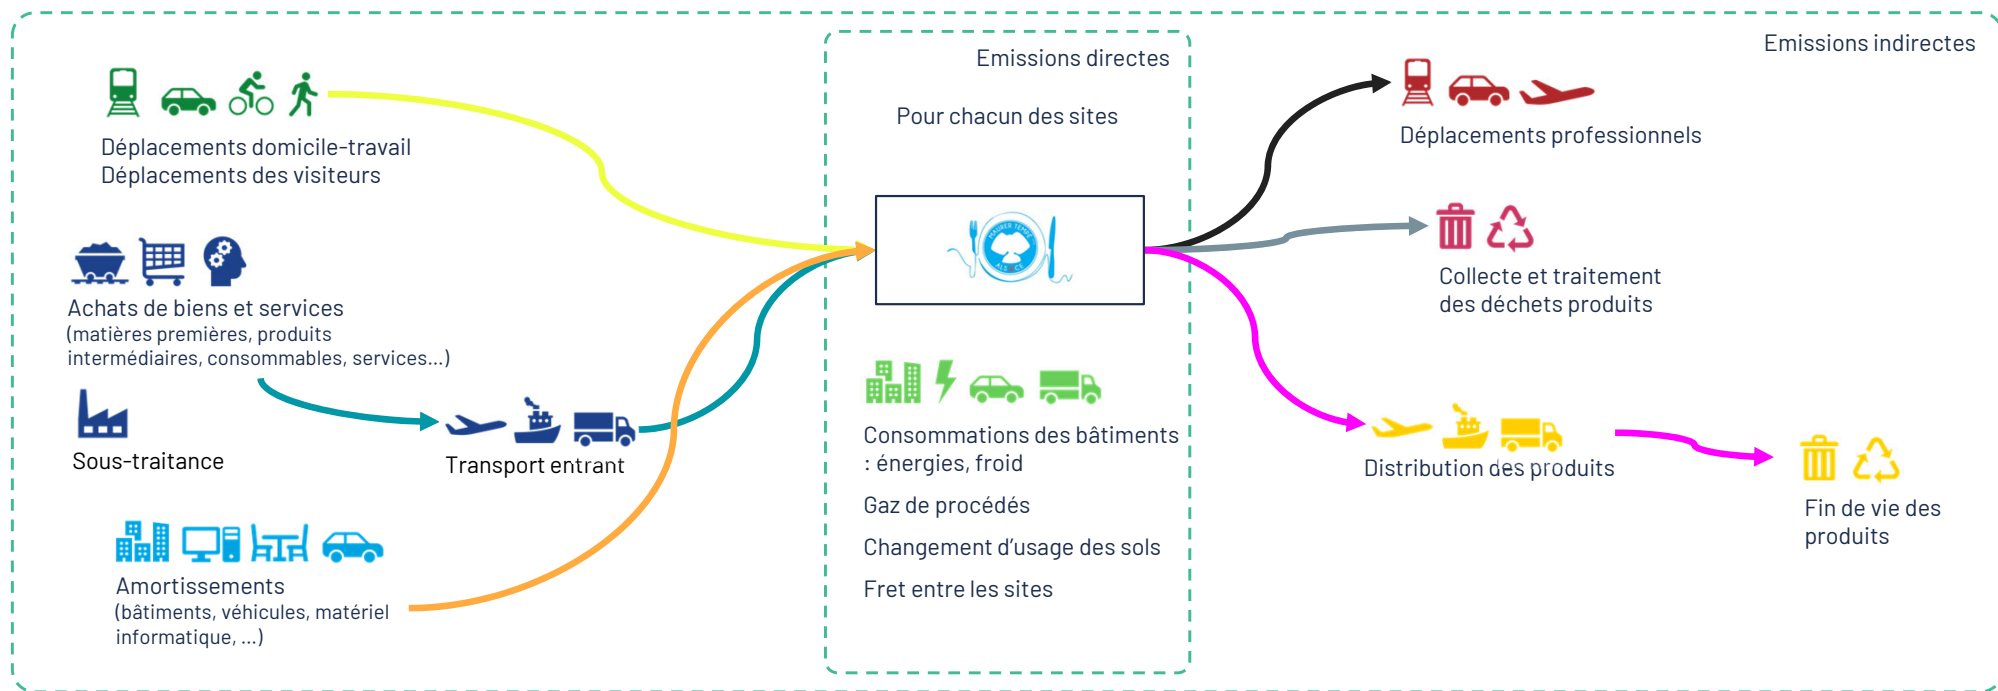 Emissions indirectes
Emissions directes
Pour chacun des sites
Déplacements domicile-travail
Déplacements des visiteurs
Achats de biens et services
(matières premières, produits
intermédiaires, consommables, services...)
Sous-traitance
Transport entrant
Amortissements
(bâtiments, véhicules, matériel
informatique, ...)
MAURER TEMPÉ
ALSACE
Consommations des bâtiments
: énergies, froid
Gaz de procédés
Changement d’usage des sols
Fret entre les sites
Déplacements professionnels
Collecte et traitement
des déchets produits
Distribution des produits
Fin de vie des
produits